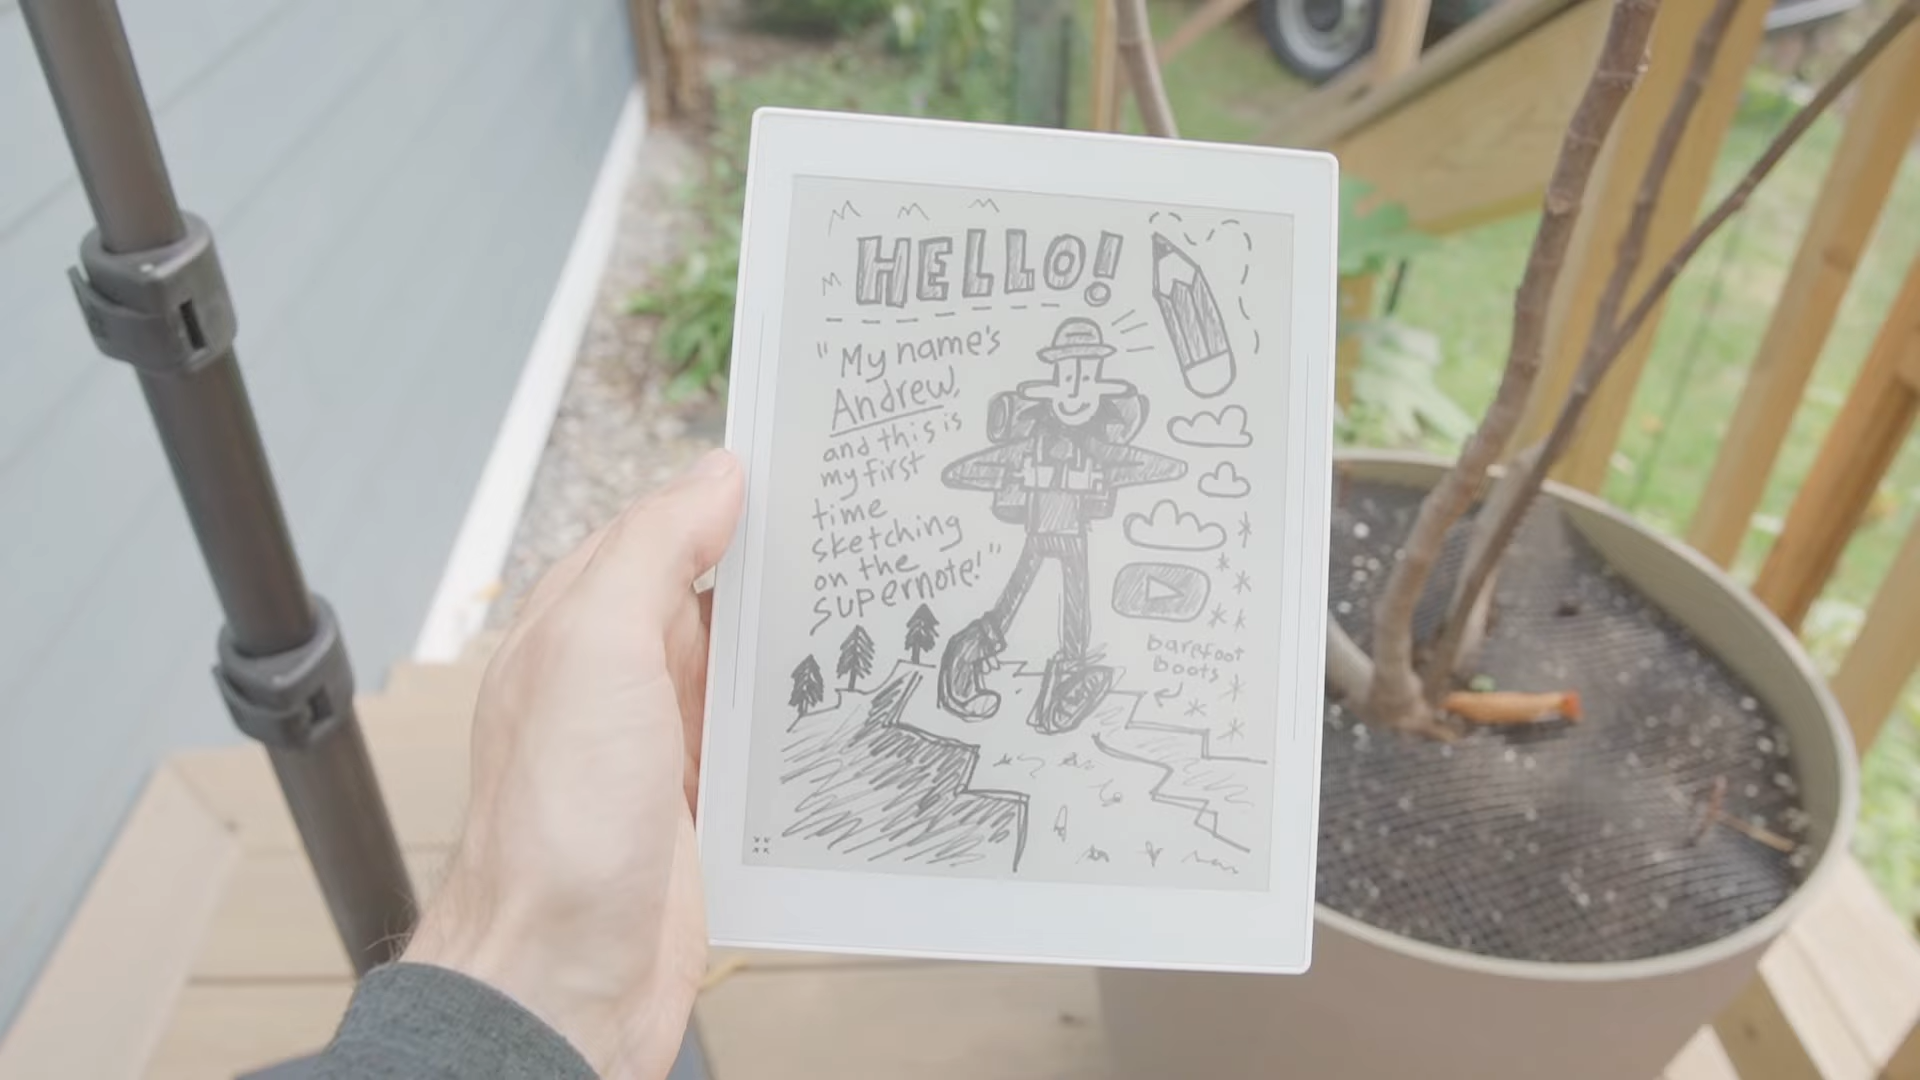 HELLO!
"My name's
Andrew,
and this is
my first
time
sketching
on the
supernote!"
barefoot
Boots